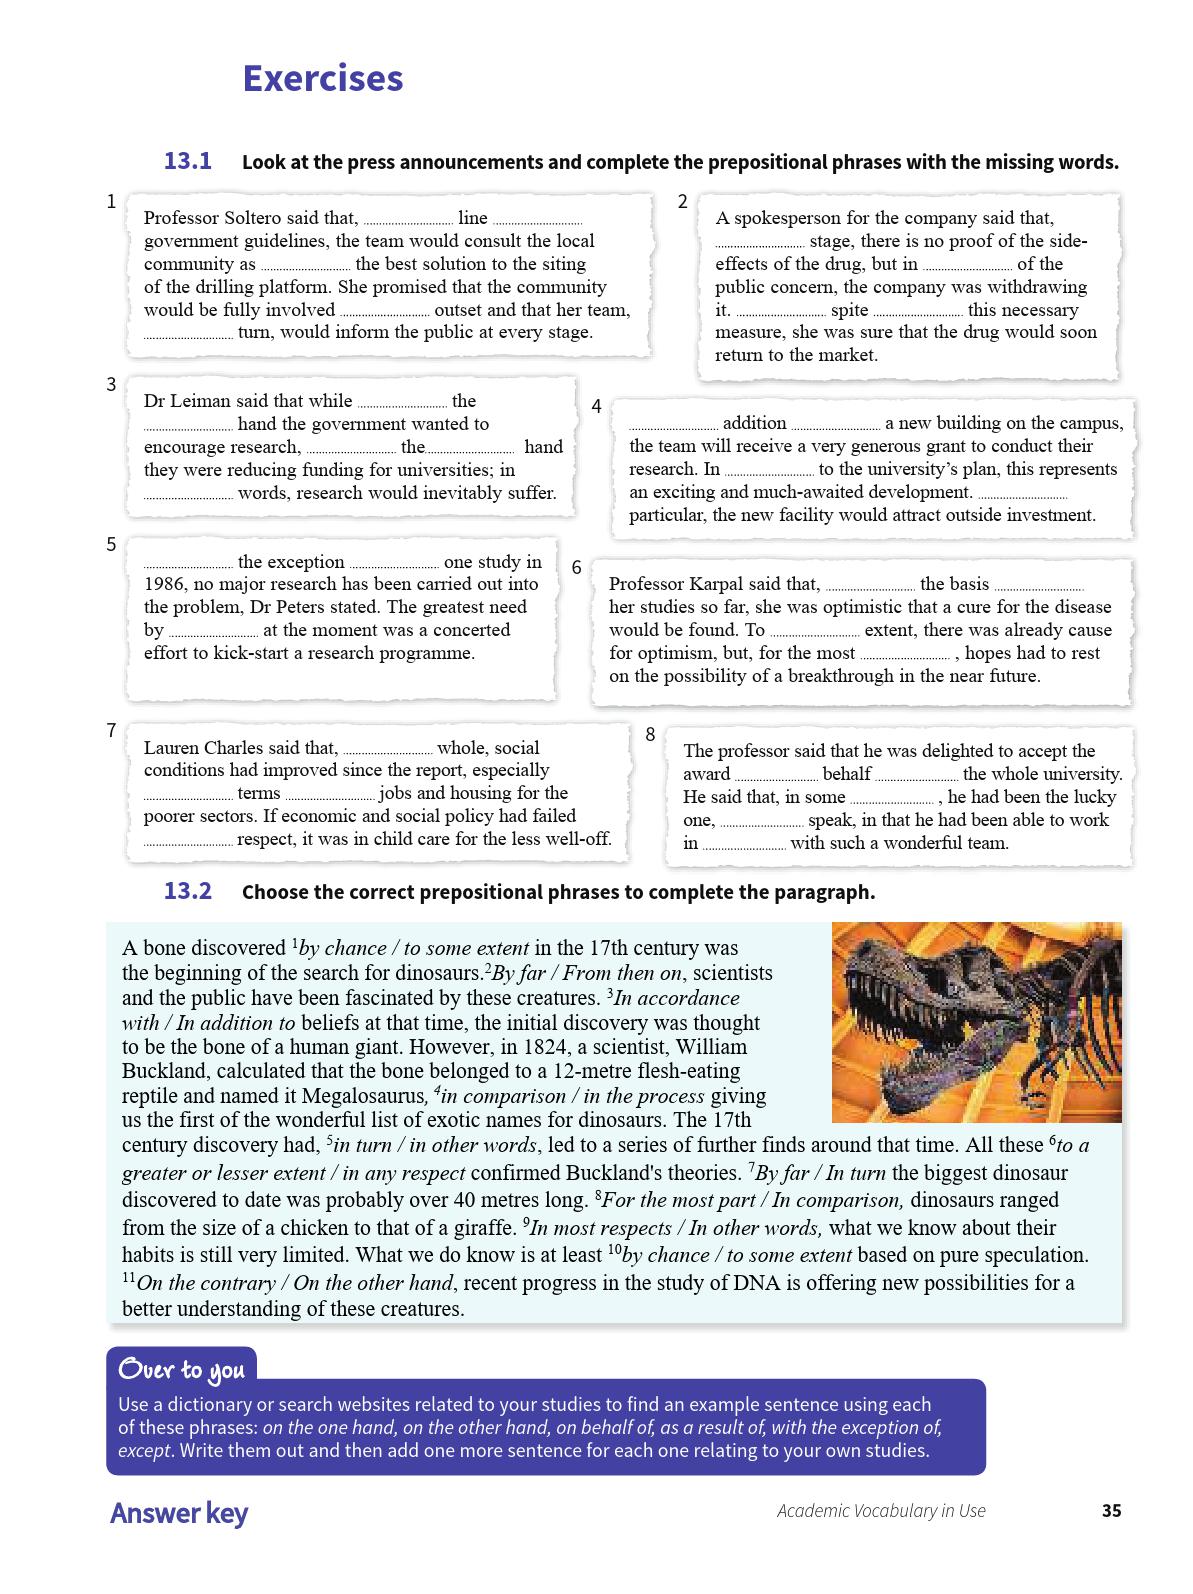 Exercises
13.1 Look at the press announcements and complete the prepositional phrases with the missing words.
1
Professor Soltero said that, .............................. line ..............................
government guidelines, the team would consult the local
community as .............................. the best solution to the siting
of the drilling platform. She promised that the community
would be fully involved .............................. outset and that her team,
.............................. turn, would inform the public at every stage.
2
A spokesperson for the company said that,
.............................. stage, there is no proof of the side-
effects of the drug, but in .............................. of the
public concern, the company was withdrawing
it. .............................. spite .............................. this necessary
measure, she was sure that the drug would soon
return to the market.
3
Dr Leiman said that while .............................. the
.............................. hand the government wanted to
encourage research, .............................. the .............................. hand
they were reducing funding for universities; in
.............................. words, research would inevitably suffer.
4
.............................. addition .............................. a new building on the campus,
the team will receive a very generous grant to conduct their
research. In .............................. to the university's plan, this represents
an exciting and much-awaited development. ..............................
particular, the new facility would attract outside investment.
5
.............................. the exception .............................. one study in
1986, no major research has been carried out into
the problem, Dr Peters stated. The greatest need
by .............................. at the moment was a concerted
effort to kick-start a research programme.
6
Professor Karpal said that, .............................. the basis ..............................
her studies so far, she was optimistic that a cure for the disease
would be found. To .............................. extent, there was already cause
for optimism, but, for the most .............................. , hopes had to rest
on the possibility of a breakthrough in the near future.
7
Lauren Charles said that, .............................. whole, social
conditions had improved since the report, especially
.............................. terms .............................. jobs and housing for the
poorer sectors. If economic and social policy had failed
.............................. respect, it was in child care for the less well-off.
8
The professor said that he was delighted to accept the
award .............................. behalf .............................. the whole university.
He said that, in some .............................. , he had been the lucky
one, .............................. speak, in that he had been able to work
in .............................. with such a wonderful team.
13.2 Choose the correct prepositional phrases to complete the paragraph.
A bone discovered 1by chance / to some extent in the 17th century was
the beginning of the search for dinosaurs.2By far / From then on, scientists
and the public have been fascinated by these creatures. 3In accordance
with / In addition to beliefs at that time, the initial discovery was thought
to be the bone of a human giant. However, in 1824, a scientist, William
Buckland, calculated that the bone belonged to a 12-metre flesh-eating
reptile and named it Megalosaurus, 4in comparison / in the process giving
us the first of the wonderful list of exotic names for dinosaurs. The 17th
century discovery had, 5in turn / in other words, led to a series of further finds around that time. All these 6to a
greater or lesser extent / in any respect confirmed Buckland's theories. 7By far / In turn the biggest dinosaur
discovered to date was probably over 40 metres long. 8For the most part / In comparison, dinosaurs ranged
from the size of a chicken to that of a giraffe. 9In most respects / In other words, what we know about their
habits is still very limited. What we do know is at least 10by chance / to some extent based on pure speculation.
11On the contrary / On the other hand, recent progress in the study of DNA is offering new possibilities for a
better understanding of these creatures.
Over to you
Use a dictionary or search websites related to your studies to find an example sentence using each
of these phrases: on the one hand, on the other hand, on behalf of, as a result of, with the exception of,
except. Write them out and then add one more sentence for each one relating to your own studies.
Answer key
Academic Vocabulary in Use 35